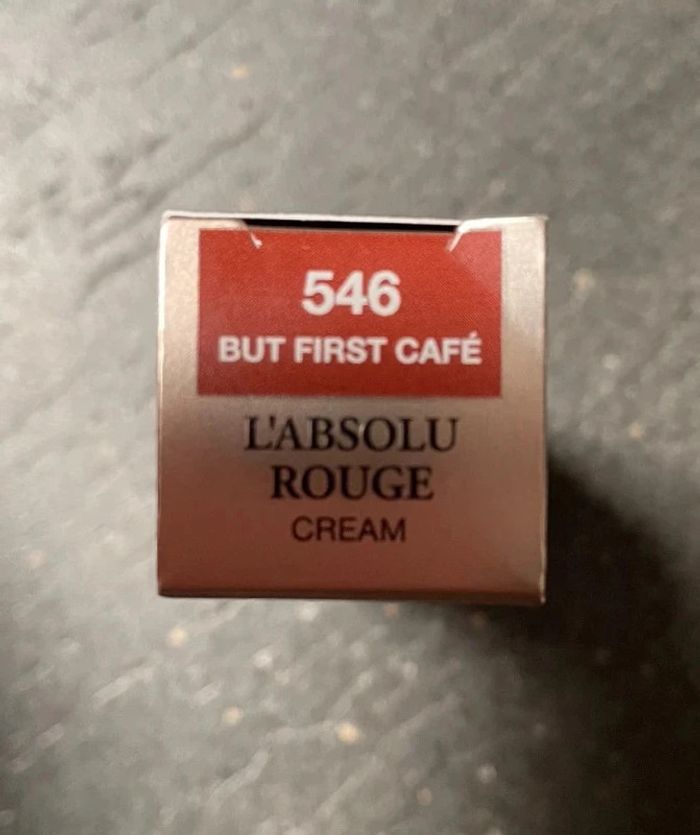 546
BUT FIRST CAFÉ
L'ABSOLU
ROUGE
CREAM